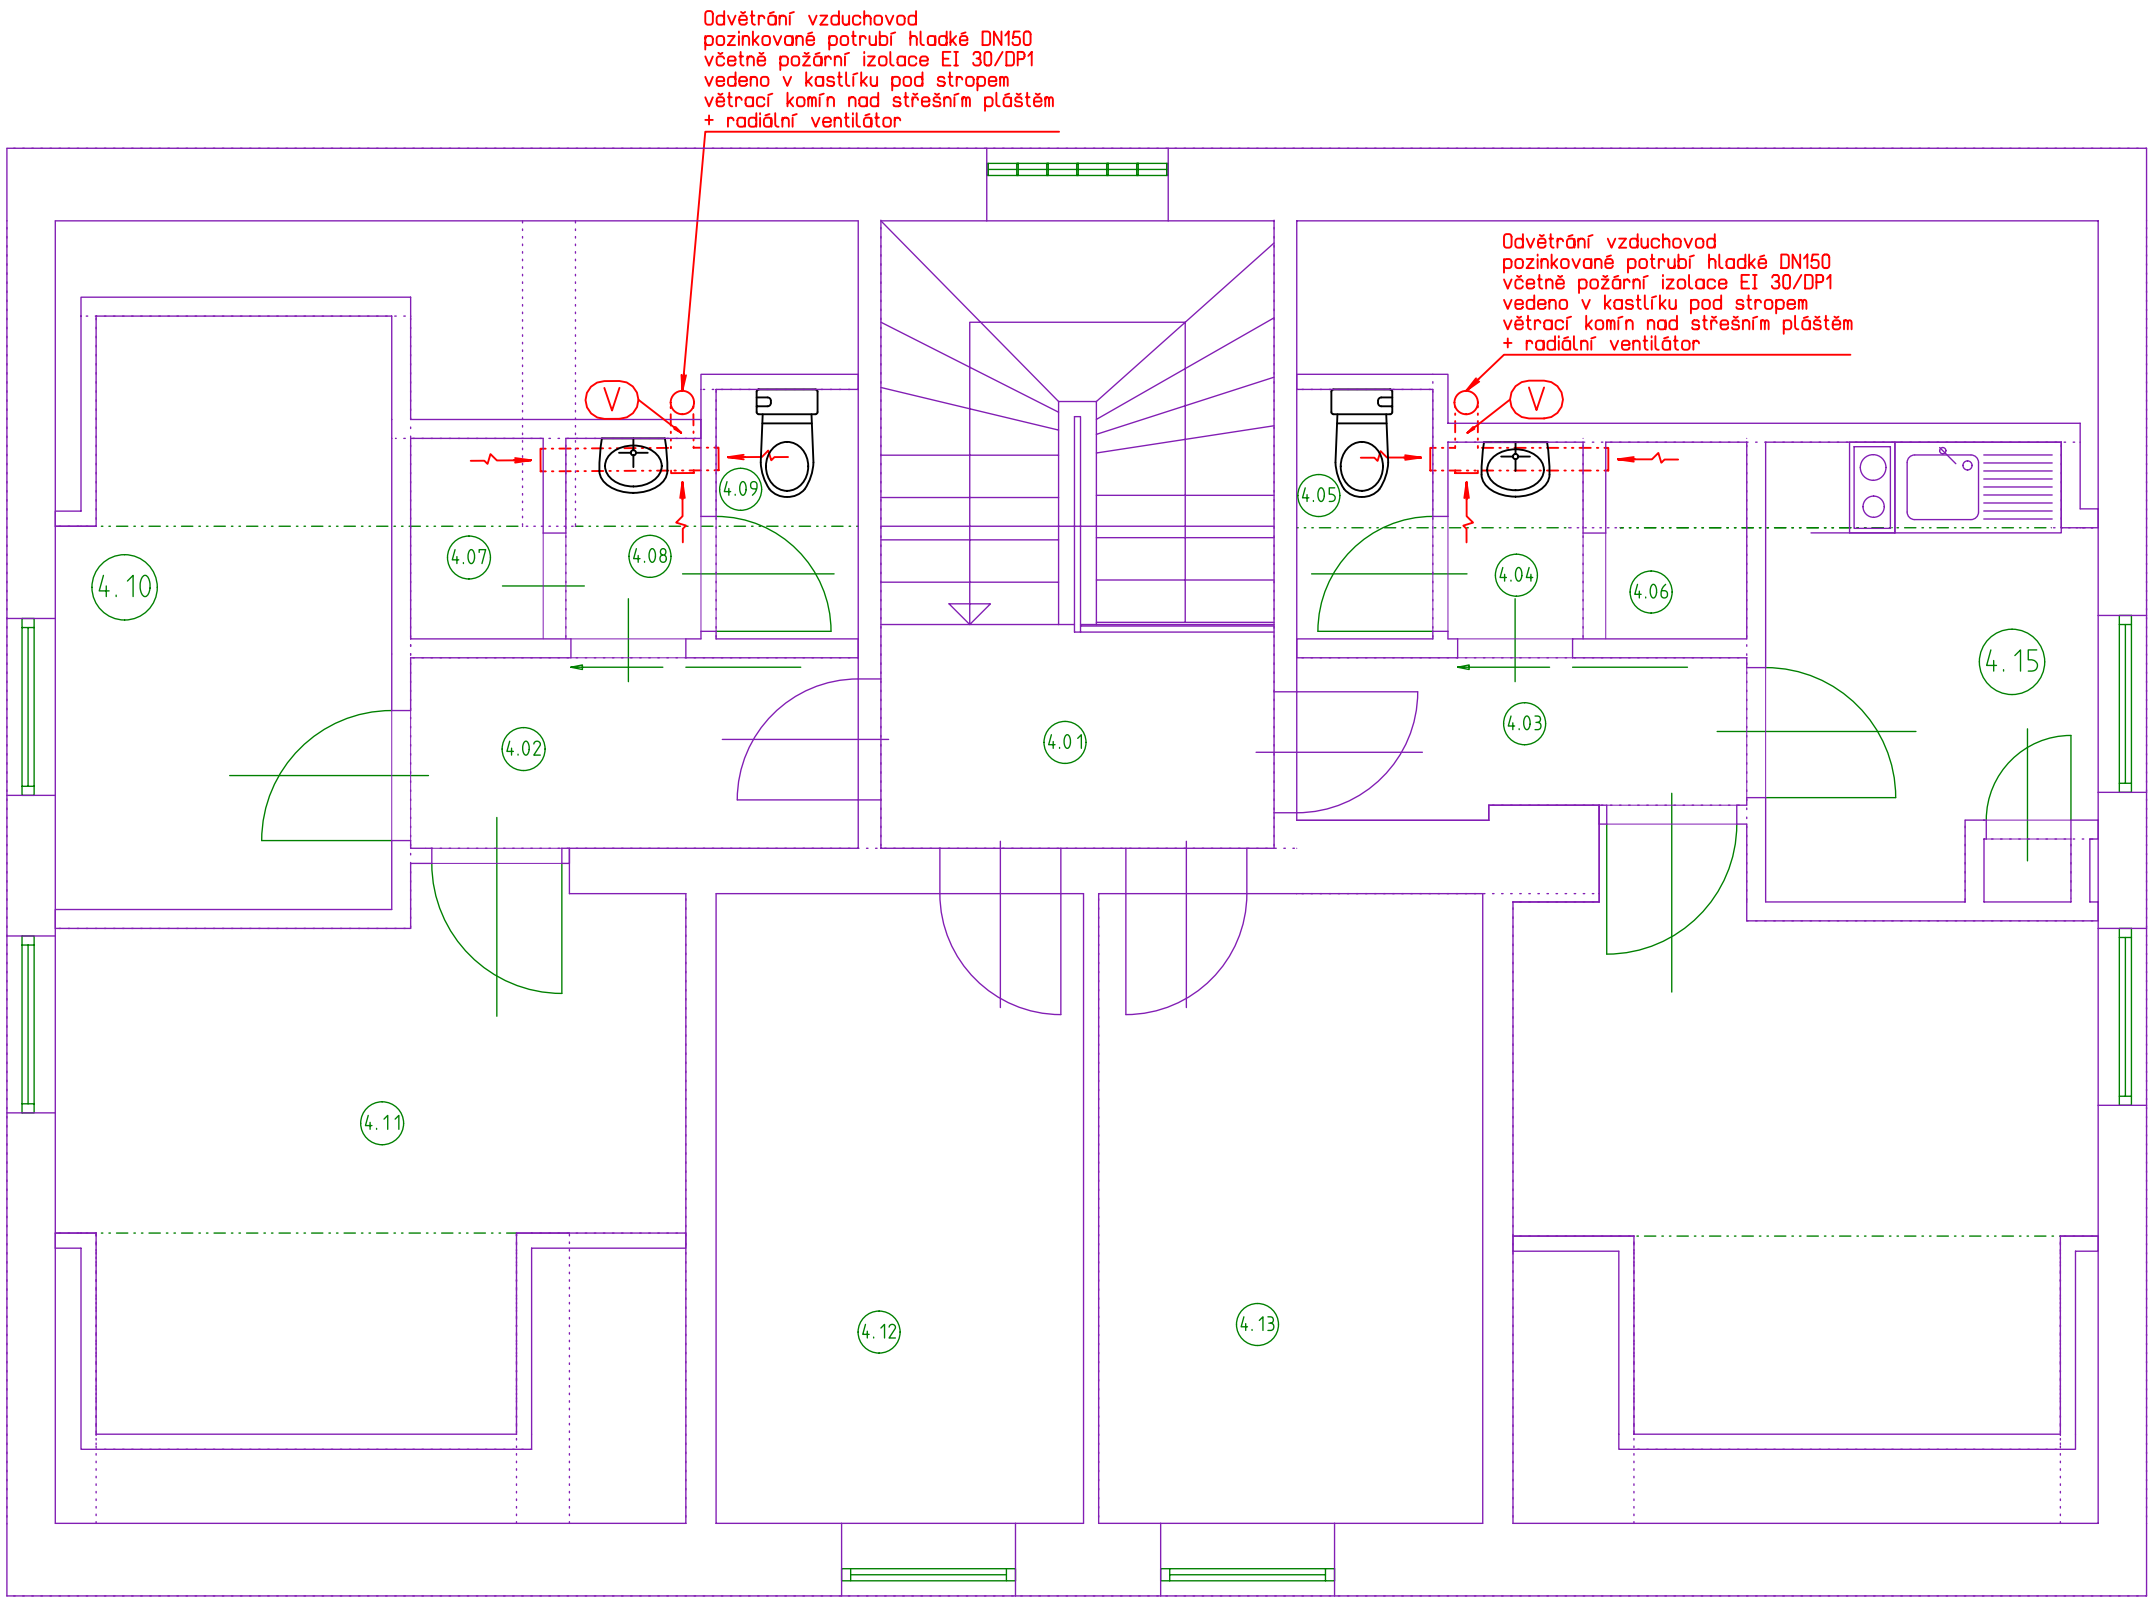 Odvětrání vzduchovod
pozinkované potrubí hladké DN150
včetně požární izolace EI 30/DP1
vedeno v kastlíku pod stropem
větrací komín nad střešním pláštěm
+ radiální ventilátor
Odvětrání vzduchovod
pozinkované potrubí hladké DN150
včetně požární izolace EI 30/DP1
vedeno v kastlíku pod stropem
větrací komín nad střešním pláštěm
+ radiální ventilátor
V
V
4.09
4.05
4.07
4.08
4.10
4.04
4.06
4.15
4.02
4.01
4.03
4.11
4.12
4.13